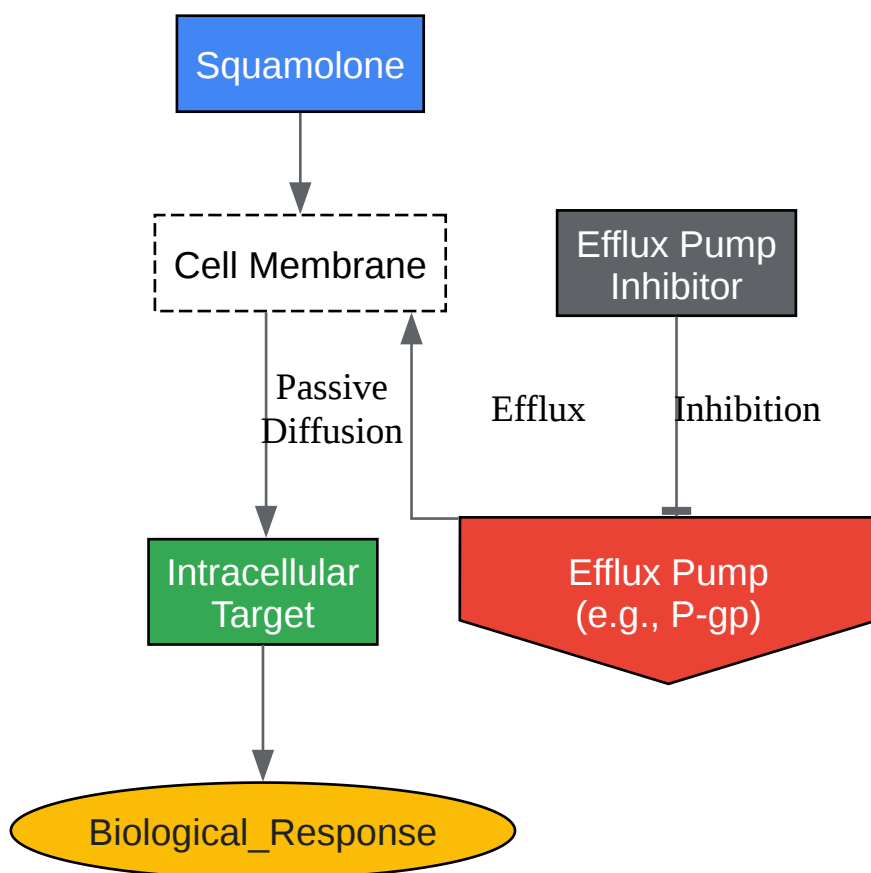 Squamolone
Cell Membrane
Efflux Pump
Inhibitor
Passive
Diffusion
Efflux
Inhibition
Intracellular
Target
Efflux Pump
(e.g., P-gp)
Biological_Response